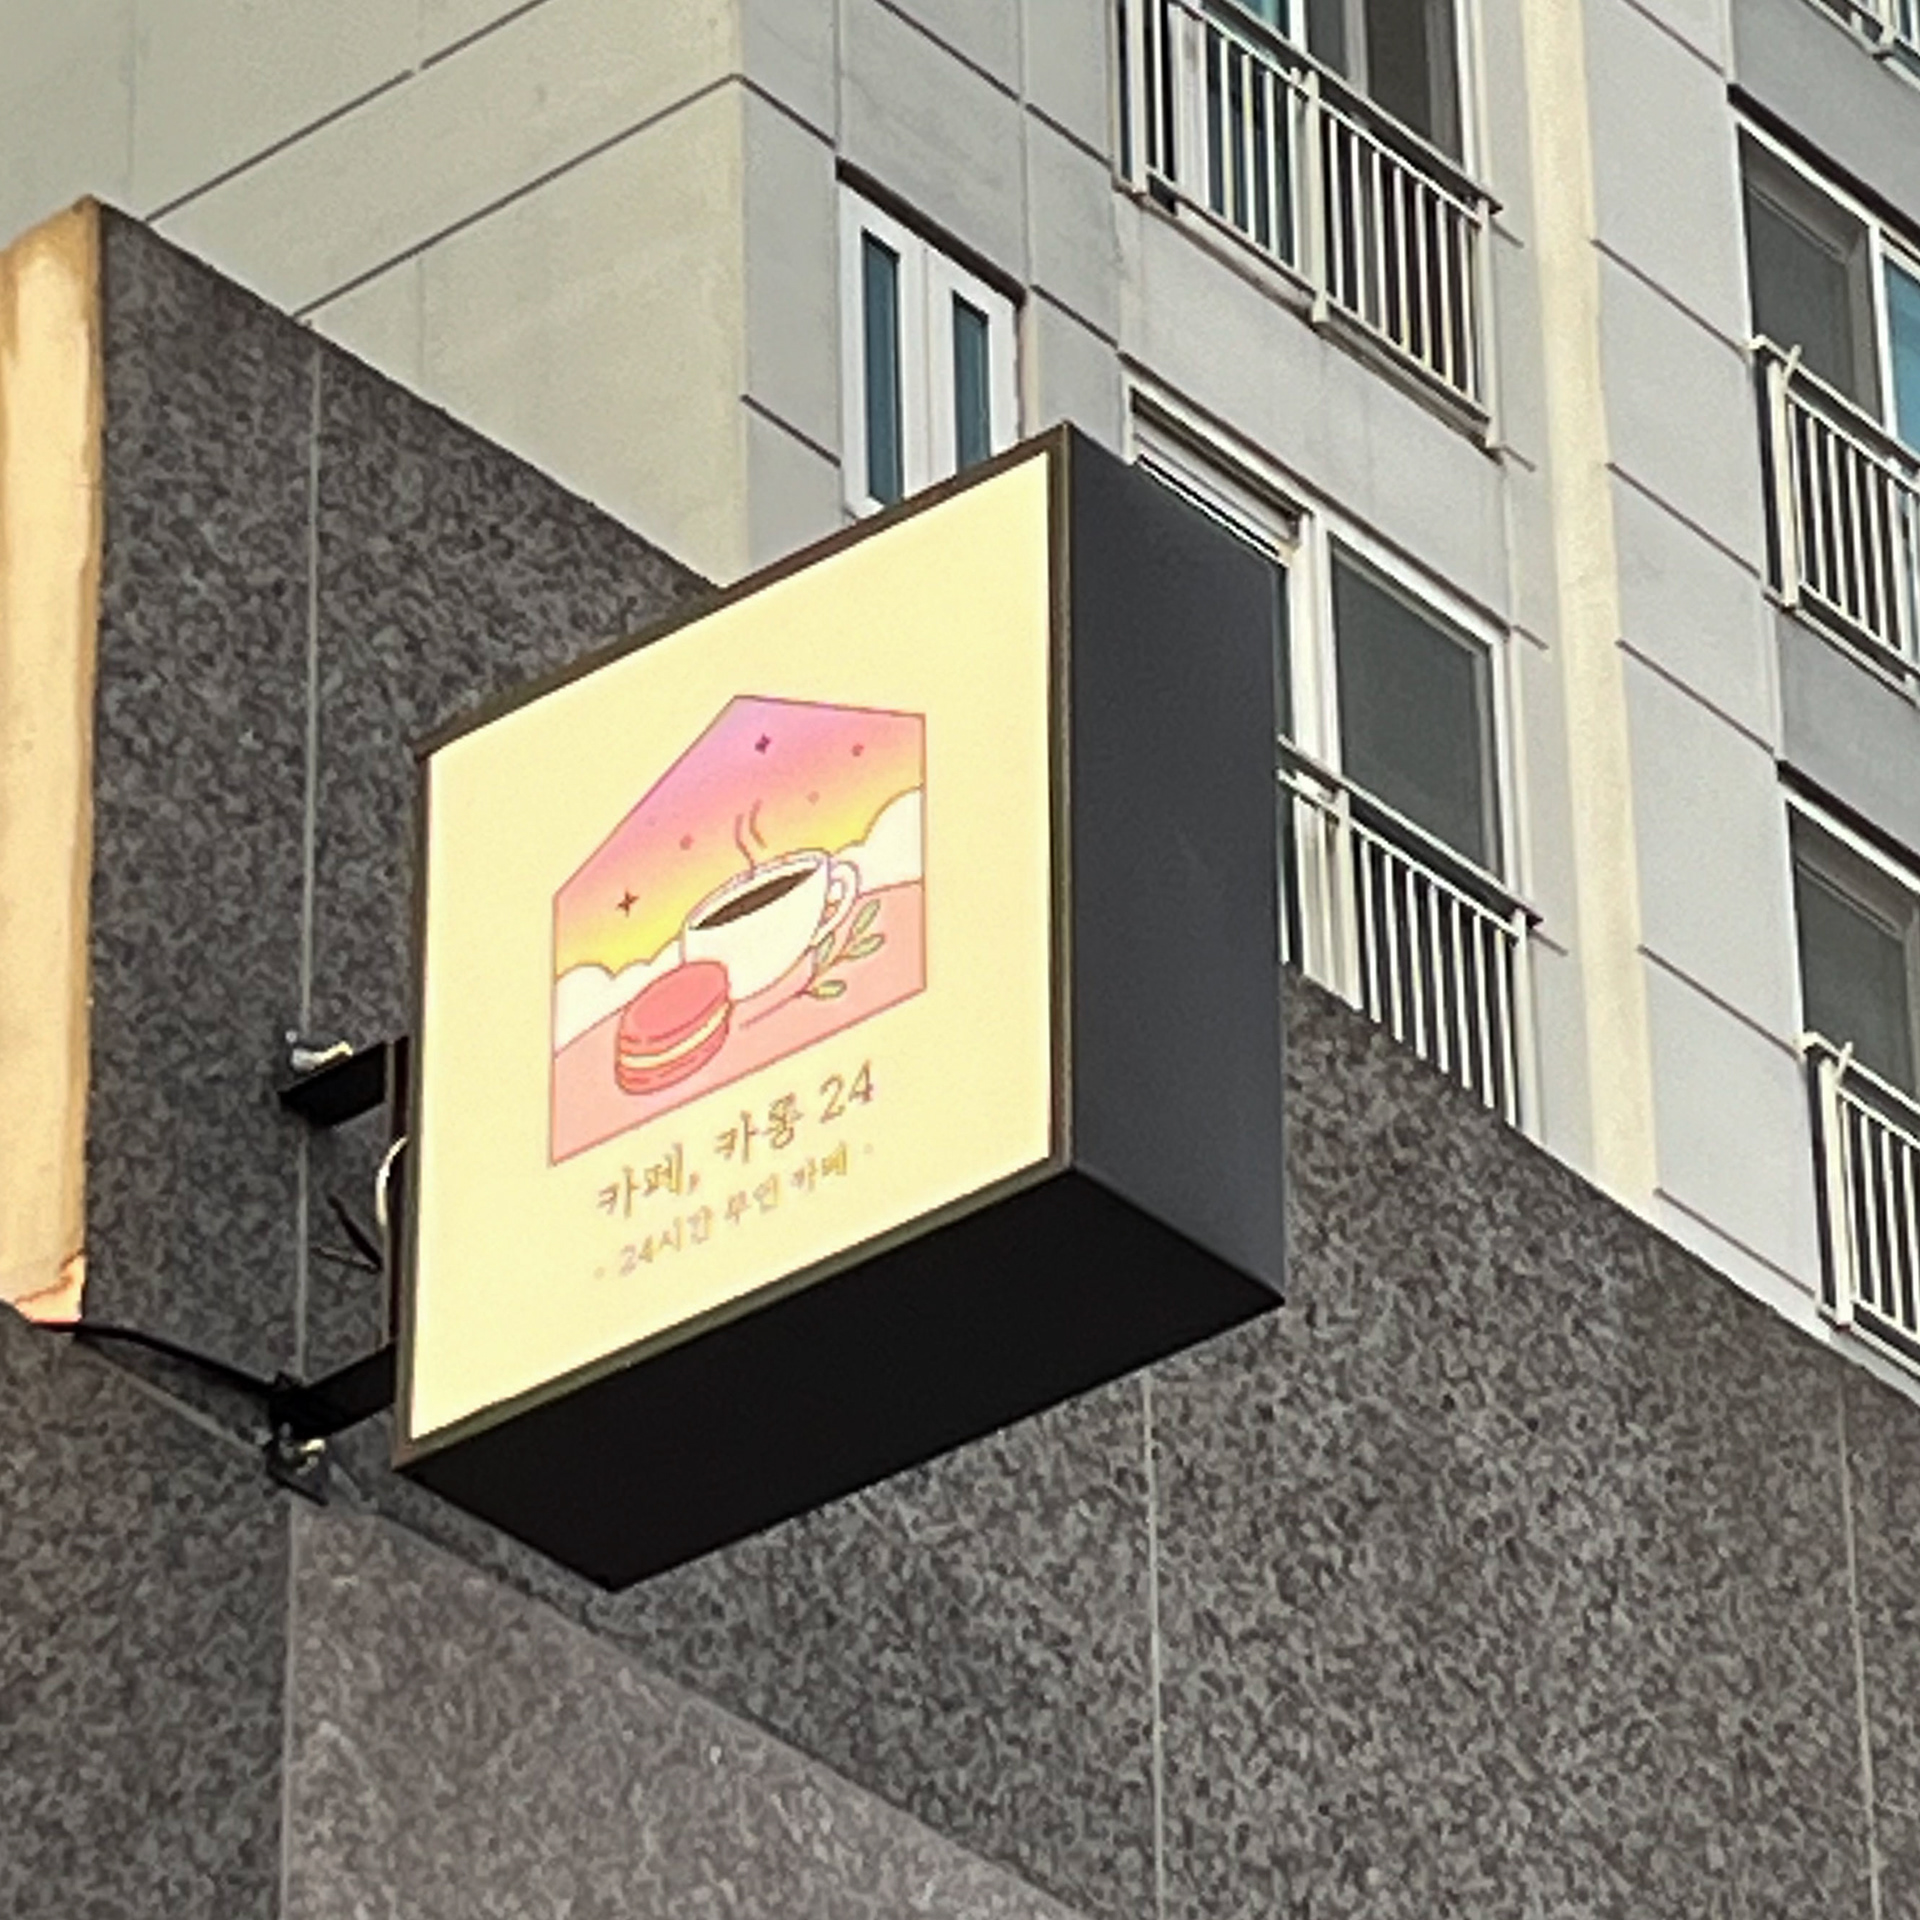 카페, 카롱 24
· 24시간 무인 카페 ·